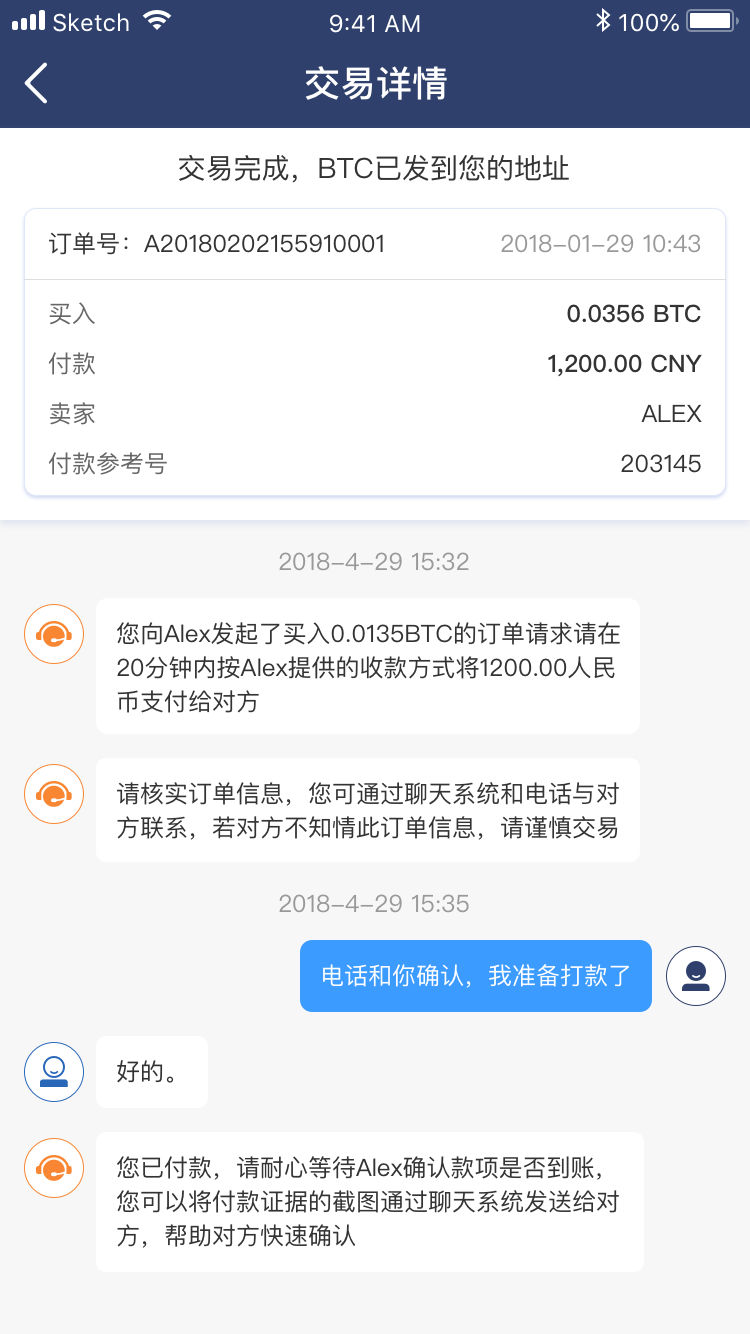 Sketch 9:41 AM 100%
交易详情
交易完成，BTC已发到您的地址
订单号：A20180202155910001 2018-01-29 10:43
买入 0.0356 BTC
付款 1,200.00 CNY
卖家 ALEX
付款参考号 203145
2018-4-29 15:32
您向Alex发起了买入0.0135BTC的订单请求请在
20分钟内按Alex提供的收款方式将1200.00人民
币支付给对方
请核实订单信息，您可通过聊天系统和电话与对
方联系，若对方不知情此订单信息，请谨慎交易
2018-4-29 15:35
电话和你确认，我准备打款了
好的。
您已付款，请耐心等待Alex确认款项是否到账，
您可以将付款证据的截图通过聊天系统发送给对
方，帮助对方快速确认